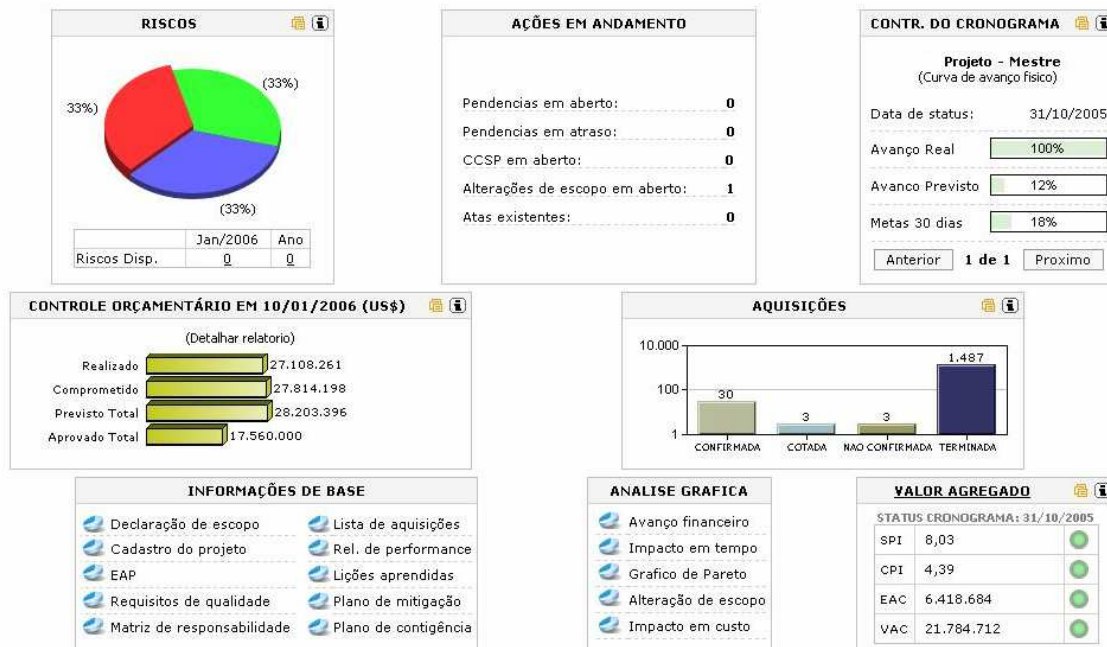 RISCOS
(33%)
33%)
(33%)
Jan/2006 Ano
Riscos Disp. 0 0
AÇÕES EM ANDAMENTO
Pendencias em aberto: 0
Pendencias em atraso: 0
CCSP em aberto: 0
Alterações de escopo em aberto: 1
Atas existentes: 0
CONTR. DO CRONOGRAMA
Projeto - Mestre
(Curva de avanço fisico)
Data de status: 31/10/2005
Avanço Real 100%
Avanco Previsto 12%
Metas 30 dias 18%
Anterior 1 de 1 Proximo
CONTROLE ORÇAMENTÁRIO EM 10/01/2006 (US$)
(Detalhar relatorio)
Realizado 27.108.261
Comprometido 27.814.198
Previsto Total 28.203.396
Aprovado Total 17.560.000
AQUISIÇÕES
10.000
100
1
30
3
3
1.487
CONFIRMADA COTADA NAO CONFIRMADA TERMINADA
INFORMAÇÕES DE BASE
Declaração de escopo Lista de aquisições
Cadastro do projeto Rel. de performance
EAP Lições aprendidas
Requisitos de qualidade Plano de mitigação
Matriz de responsabilidade Plano de contigência
ANALISE GRAFICA
Avanço financeiro
Impacto em tempo
Grafico de Pareto
Alteração de escopo
Impacto em custo
VALOR AGREGADO
STATUS CRONOGRAMA: 31/10/2005
SPI 8,03
CPI 4,39
EAC 6.418.684
VAC 21.784.712